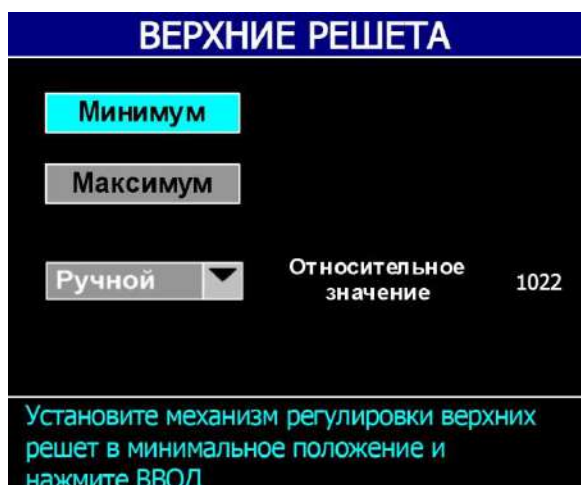 ВЕРХНИЕ РЕШЕТА
Минимум
Максимум
Ручной
Относительное
значение
1022
Установите механизм регулировки верхних
решет в минимальное положение и
нажмите ВВОД